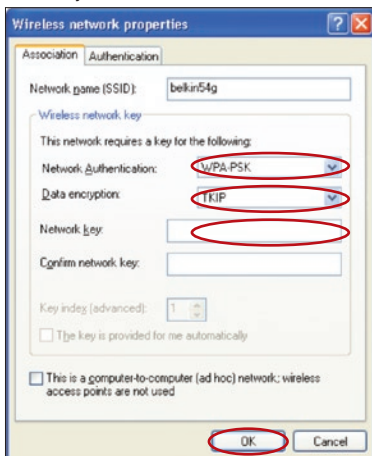 Wireless network properties
Association Authentication
Network name (SSID): belkin54g
Wireless network key
This network requires a key for the following:
Network Authentication: WPA-PSK
Data encryption: TKIP
Network key:
Confirm network key:
Key index (advanced): 1
The key is provided for me automatically
This is a computer-to-computer (ad hoc) network; wireless
access points are not used
OK Cancel